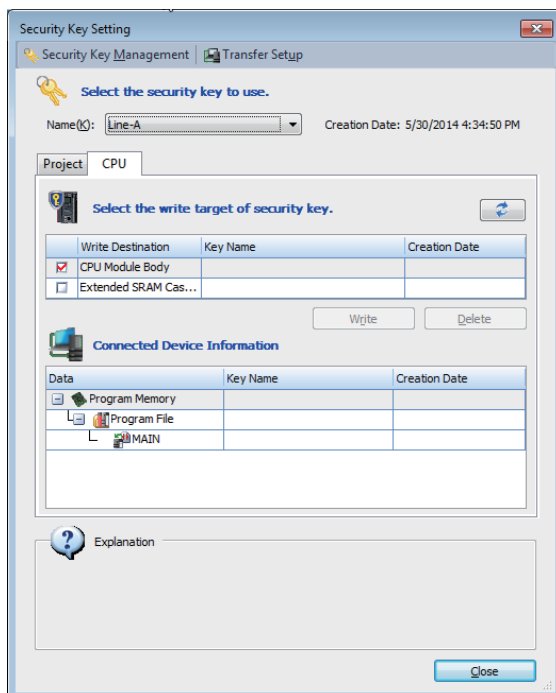 Security Key Setting
Security Key Management Transfer Setup
Select the security key to use.
Name(K): Line-A Creation Date: 5/30/2014 4:34:50 PM
Project CPU
Select the write target of security key.
Write Destination Key Name Creation Date
CPU Module Body
Extended SRAM Cas...
Write Delete
Connected Device Information
Data Key Name Creation Date
Program Memory
Program File
MAIN
Explanation
Close